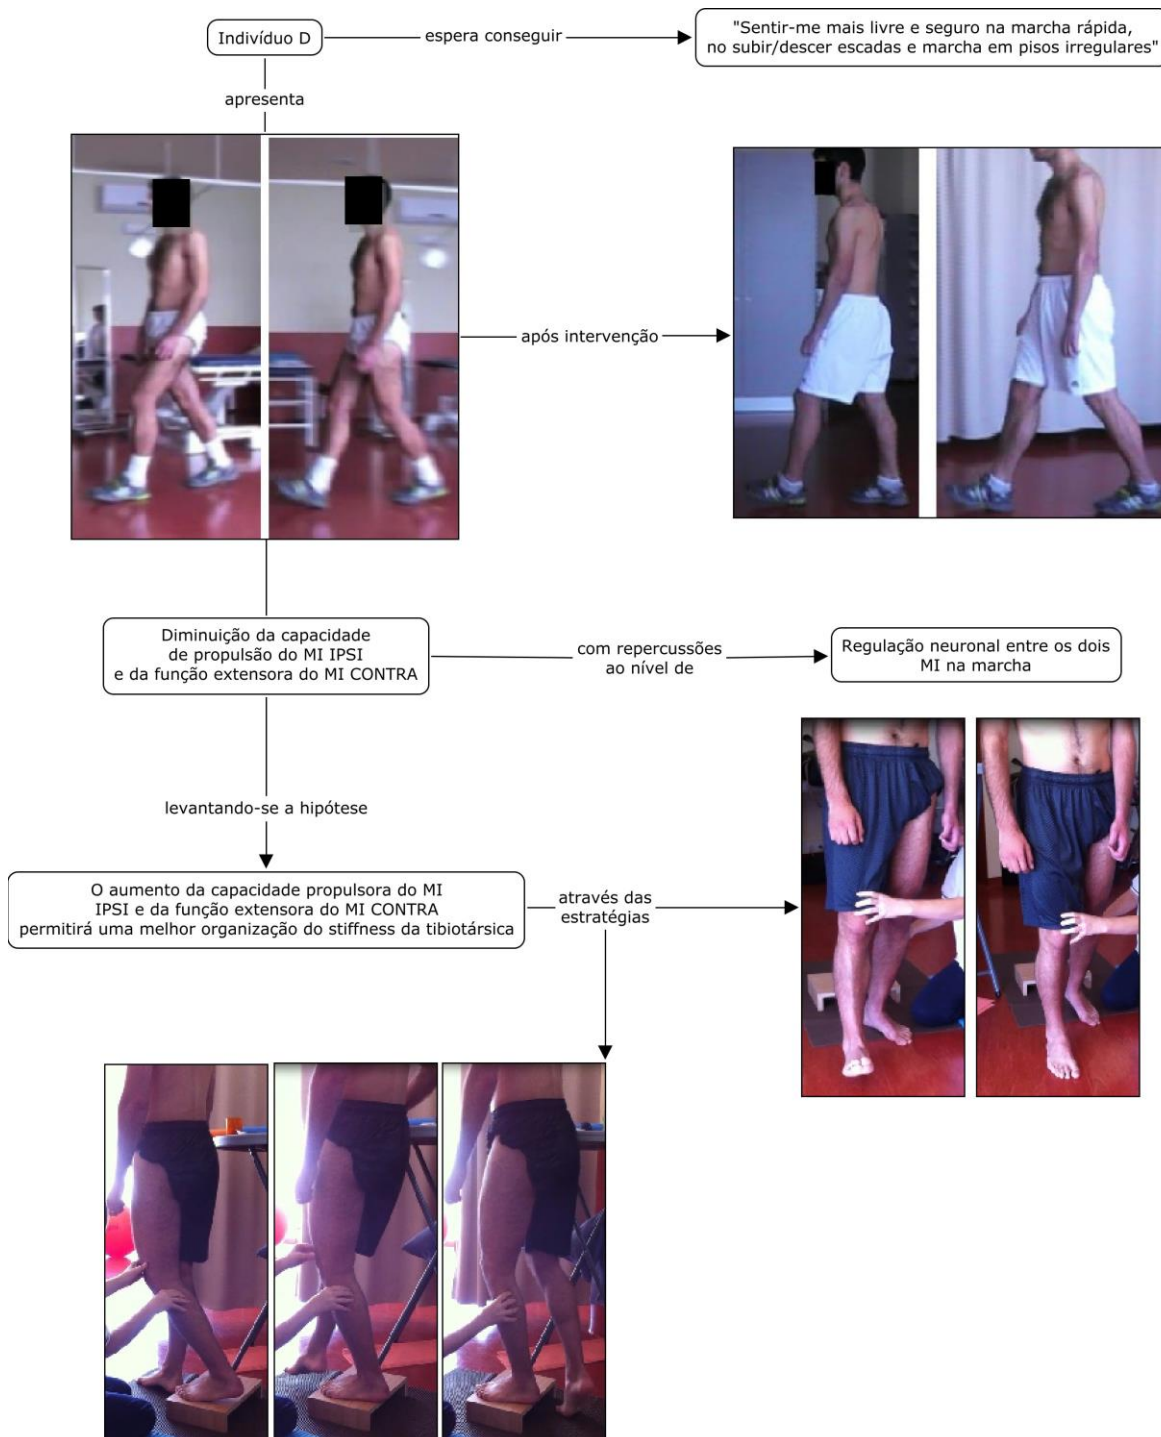 Indivíduo D
espera conseguir
"Sentir-me mais livre e seguro na marcha rápida,
no subir/descer escadas e marcha em pisos irregulares"
apresenta
após intervenção
Diminuição da capacidade
de propulsão do MI IPSI
e da função extensora do MI CONTRA
com repercussões
ao nível de
Regulação neuronal entre os dois
MI na marcha
levantando-se a hipótese
O aumento da capacidade propulsora do MI
IPSI e da função extensora do MI CONTRA
permitirá uma melhor organização do stiffness da tibiotársica
através das
estratégias